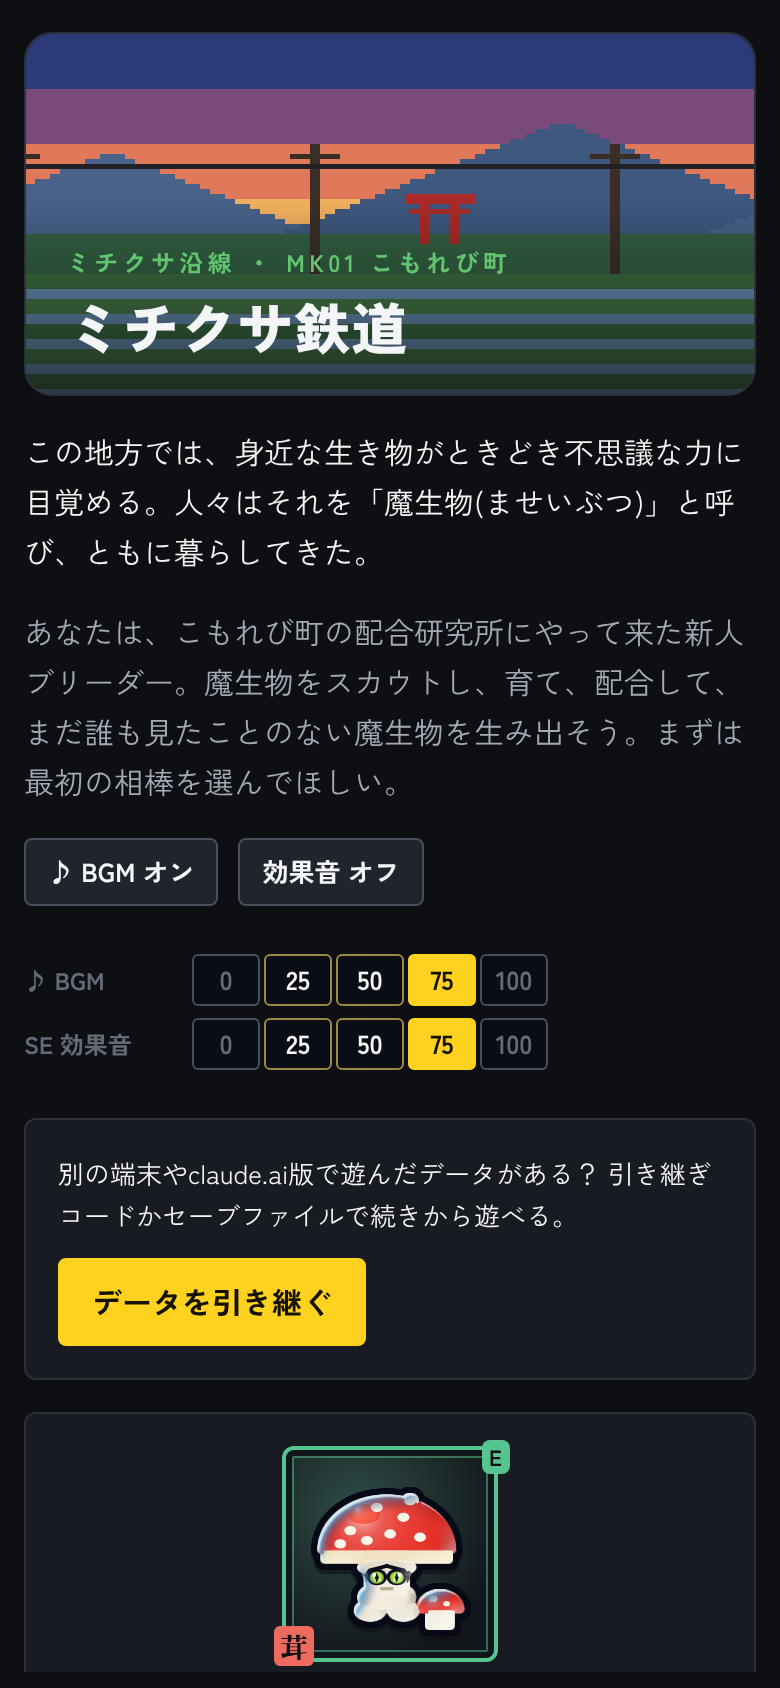 ミチクサ沿線 ・ MK01 こもれび町
ミチクサ鉄道
この地方では、身近な生き物がときどき不思議な力に
目覚める。人々はそれを「魔生物(ませいぶつ)」と呼
び、ともに暮らしてきた。
あなたは、こもれび町の配合研究所にやって来た新人
ブリーダー。魔生物をスカウトし、育て、配合して、
まだ誰も見たことのない魔生物を生み出そう。まずは
最初の相棒を選んでほしい。
♪ BGM オン 効果音 オフ
♪ BGM 0 25 50 75 100
SE 効果音 0 25 50 75 100
別の端末やclaude.ai版で遊んだデータがある？ 引き継ぎ
コードかセーブファイルで続きから遊べる。
データを引き継ぐ
E
茸